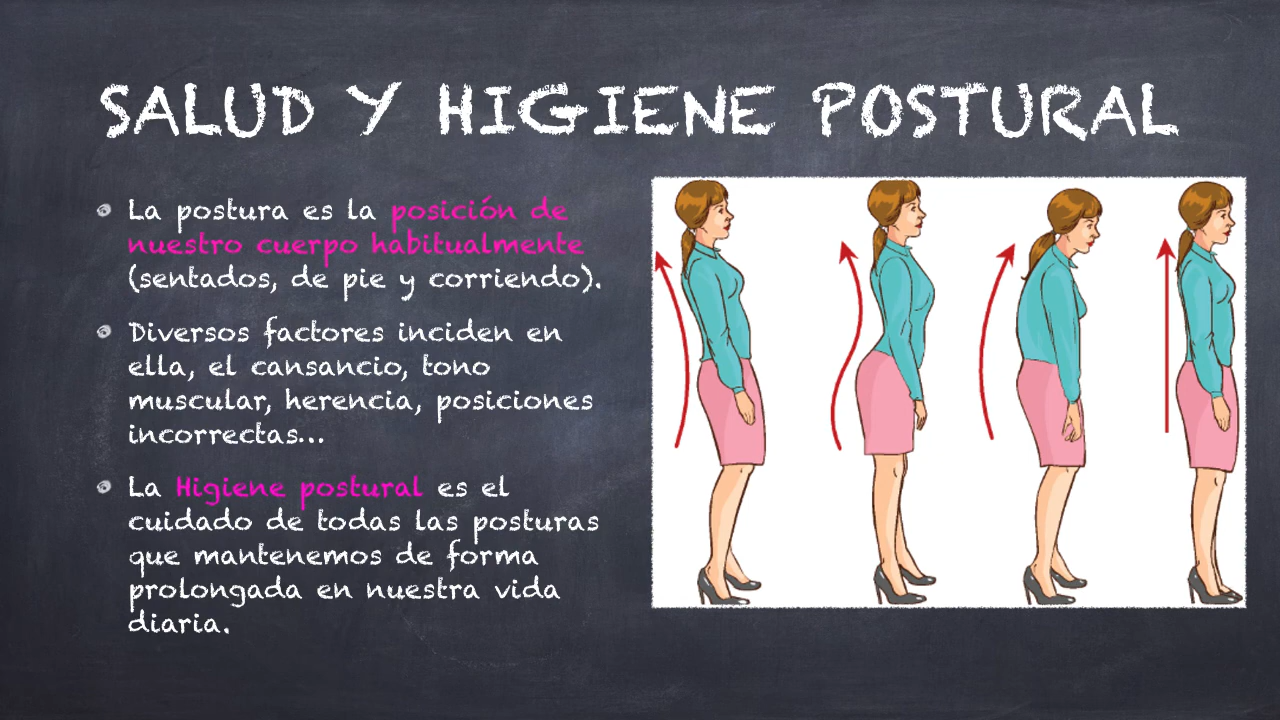 SALUD Y HIGIENE POSTURAL
La postura es la posición de
nuestro cuerpo habitualmente
(sentados, de pie y corriendo).
Diversos factores inciden en
ella, el cansancio, tono
muscular, herencia, posiciones
incorrectas...
La Higiene postural es el
cuidado de todas las posturas
que mantenemos de forma
prolongada en nuestra vida
diaria.